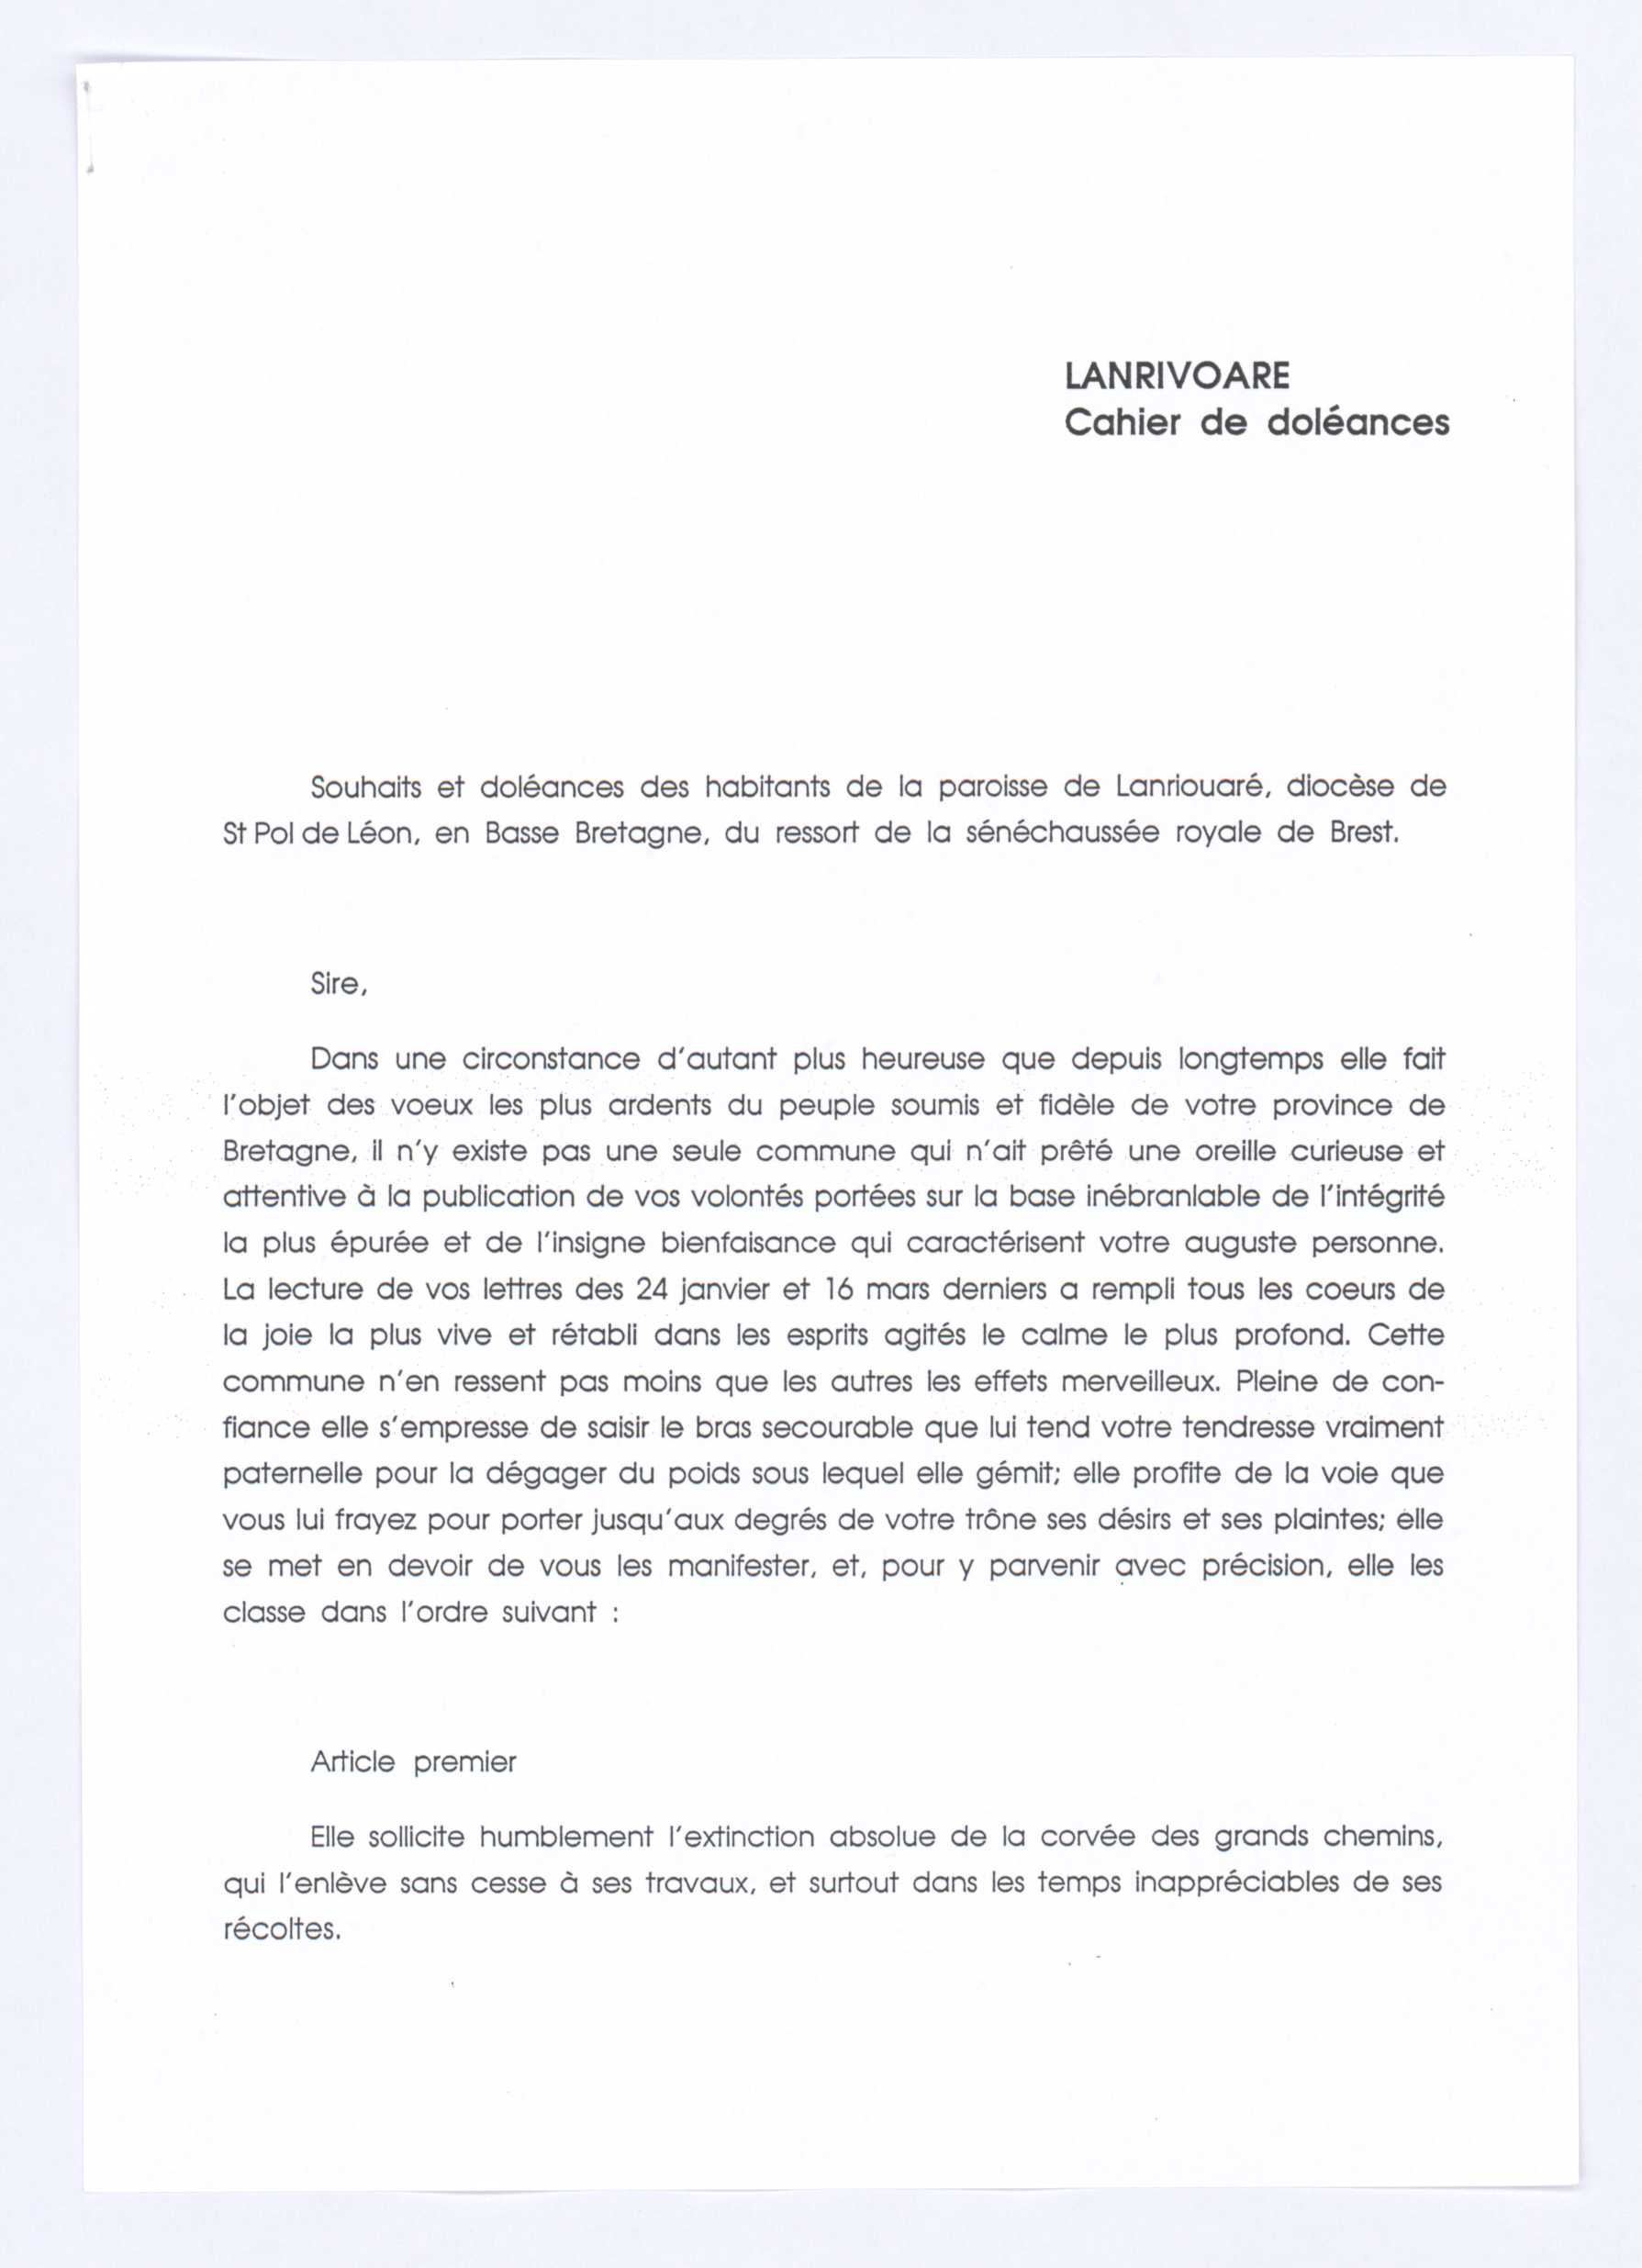 LANRIVOARE
Cahier de doléances
Souhaits et doléances des habitants de la paroisse de Lanriouaré, diocèse de
St Pol de Léon, en Basse Bretagne, du ressort de la sénéchaussée royale de Brest.
Sire,
Dans une circonstance d'autant plus heureuse que depuis longtemps elle fait
l'objet des voeux les plus ardents du peuple soumis et fidèle de votre province de
Bretagne, il n'y existe pas une seule commune qui n'ait prêté une oreille curieuse et
attentive à la publication de vos volontés portées sur la base inébranlable de l'intégrité
la plus épurée et de l'insigne bienfaisance qui caractérisent votre auguste personne.
La lecture de vos lettres des 24 janvier et 16 mars derniers a rempli tous les coeurs de
la joie la plus vive et rétabli dans les esprits agités le calme le plus profond. Cette
commune n'en ressent pas moins que les autres les effets merveilleux. Pleine de con-
fiance elle s'empresse de saisir le bras secourable que lui tend votre tendresse vraiment
paternelle pour la dégager du poids sous lequel elle gémit; elle profite de la voie que
vous lui frayez pour porter jusqu'aux degrés de votre trône ses désirs et ses plaintes; elle
se met en devoir de vous les manifester, et, pour y parvenir avec précision, elle les
classe dans l'ordre suivant :
Article premier
Elle sollicite humblement l'extinction absolue de la corvée des grands chemins,
qui l'enlève sans cesse à ses travaux, et surtout dans les temps inappréciables de ses
récoltes.